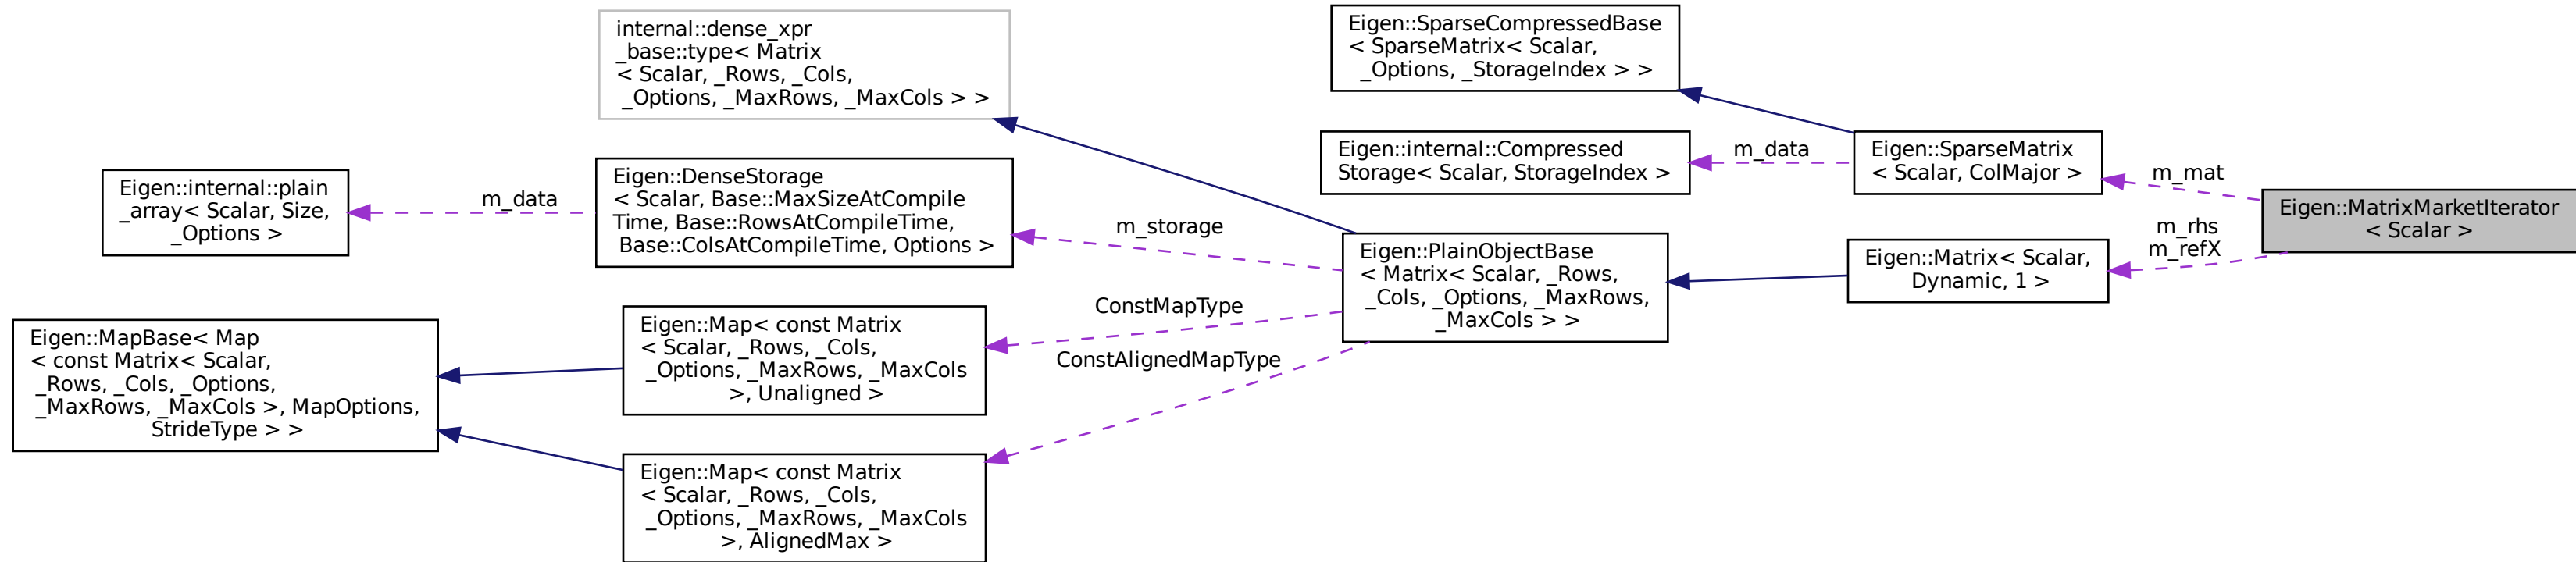 internal::dense_xpr
_base::type< Matrix
< Scalar, _Rows, _Cols,
_Options, _MaxRows, _MaxCols > >
Eigen::SparseCompressedBase
< SparseMatrix< Scalar,
_Options, _StorageIndex > >
Eigen::internal::plain
_array< Scalar, Size,
_Options >
m_data
Eigen::DenseStorage
< Scalar, Base::MaxSizeAtCompile
Time, Base::RowsAtCompileTime,
Base::ColsAtCompileTime, Options >
m_storage
Eigen::internal::Compressed
Storage< Scalar, StorageIndex >
m_data
Eigen::SparseMatrix
< Scalar, ColMajor >
m_mat
Eigen::MatrixMarketIterator
< Scalar >
m_rhs
m_refX
Eigen::Matrix< Scalar,
Dynamic, 1 >
Eigen::PlainObjectBase
< Matrix< Scalar, _Rows,
_Cols, _Options, _MaxRows,
_MaxCols > >
ConstMapType
ConstAlignedMapType
Eigen::MapBase< Map
< const Matrix< Scalar,
_Rows, _Cols, _Options,
_MaxRows, _MaxCols >, MapOptions,
StrideType > >
Eigen::Map< const Matrix
< Scalar, _Rows, _Cols,
_Options, _MaxRows, _MaxCols
>, Unaligned >
Eigen::Map< const Matrix
< Scalar, _Rows, _Cols,
_Options, _MaxRows, _MaxCols
>, AlignedMax >